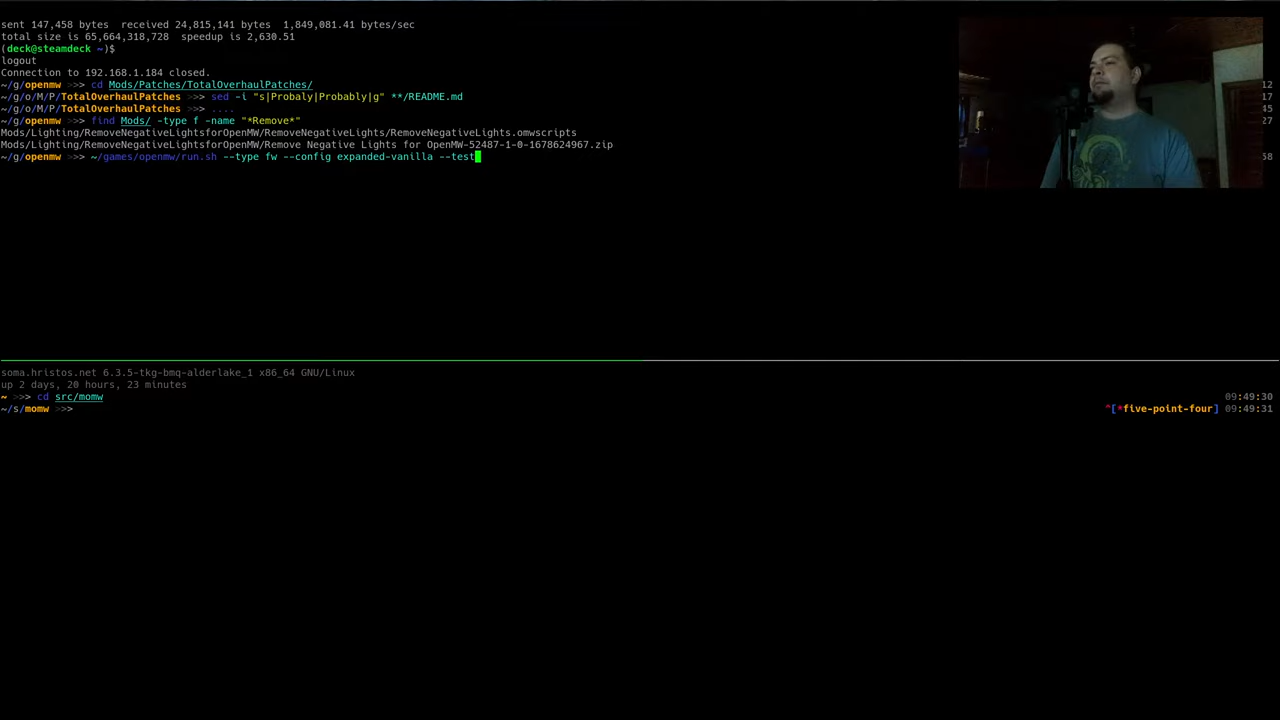 sent 147,458 bytes  received 24,815,141 bytes  1,849,081.41 bytes/sec
total size is 65,664,318,728  speedup is 2,630.51
(deck@steamdeck ~)$
logout
Connection to 192.168.1.184 closed.
~/g/openmw >>> cd Mods/Patches/TotalOverhaulPatches/
12
~/g/o/M/P/TotalOverhaulPatches >>> sed -i "s|Probaly|Probably|g" **/README.md
17
~/g/o/M/P/TotalOverhaulPatches >>> ....
45
~/g/openmw >>> find Mods/ -type f -name "*Remove*"
27
Mods/Lighting/RemoveNegativeLightsforOpenMW/RemoveNegativeLights/RemoveNegativeLights.omwscripts
Mods/Lighting/RemoveNegativeLightsforOpenMW/Remove Negative Lights for OpenMW-52487-1-0-1678624967.zip
~/g/openmw >>> ~/games/openmw/run.sh --type fw --config expanded-vanilla --test
58
soma.hristos.net 6.3.5-tkg-bmq-alderlake_1 x86_64 GNU/Linux
up 2 days, 20 hours, 23 minutes
~ >>> cd src/momw
09:49:30
~/s/momw >>>
^[*five-point-four] 09:49:31